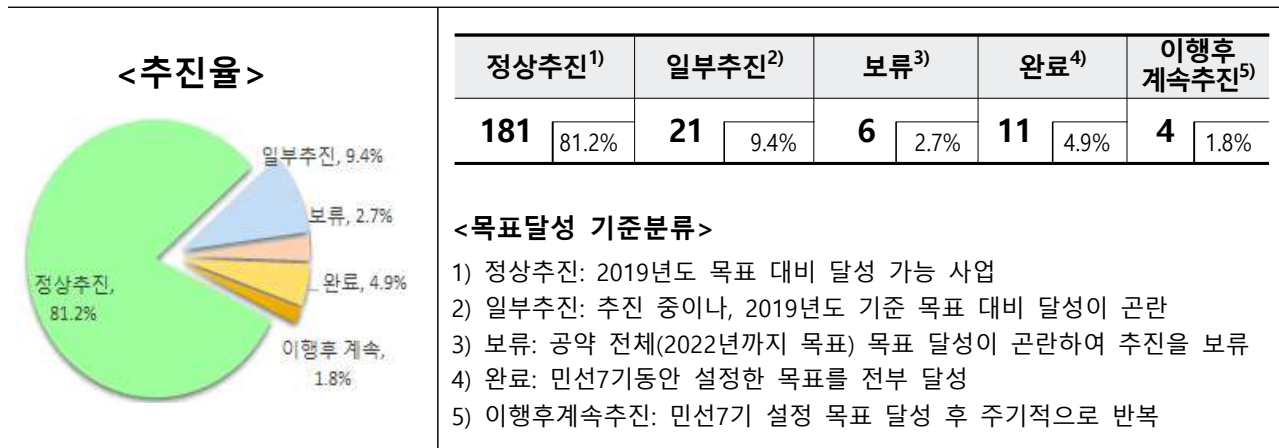 <추진율>
일부추진, 9.4%
보류, 2.7%
완료, 4.9%
이행후 계속,
1.8%
정상추진,
81.2%
정상추진1) 일부추진2) 보류3) 완료4) 이행후
계속추진5)
181 81.2% 21 9.4% 6 2.7% 11 4.9% 4 1.8%
<목표달성 기준분류>
1) 정상추진: 2019년도 목표 대비 달성 가능 사업
2) 일부추진: 추진 중이나, 2019년도 기준 목표 대비 달성이 곤란
3) 보류: 공약 전체(2022년까지 목표) 목표 달성이 곤란하여 추진을 보류
4) 완료: 민선7기동안 설정한 목표를 전부 달성
5) 이행후계속추진: 민선7기 설정 목표 달성 후 주기적으로 반복